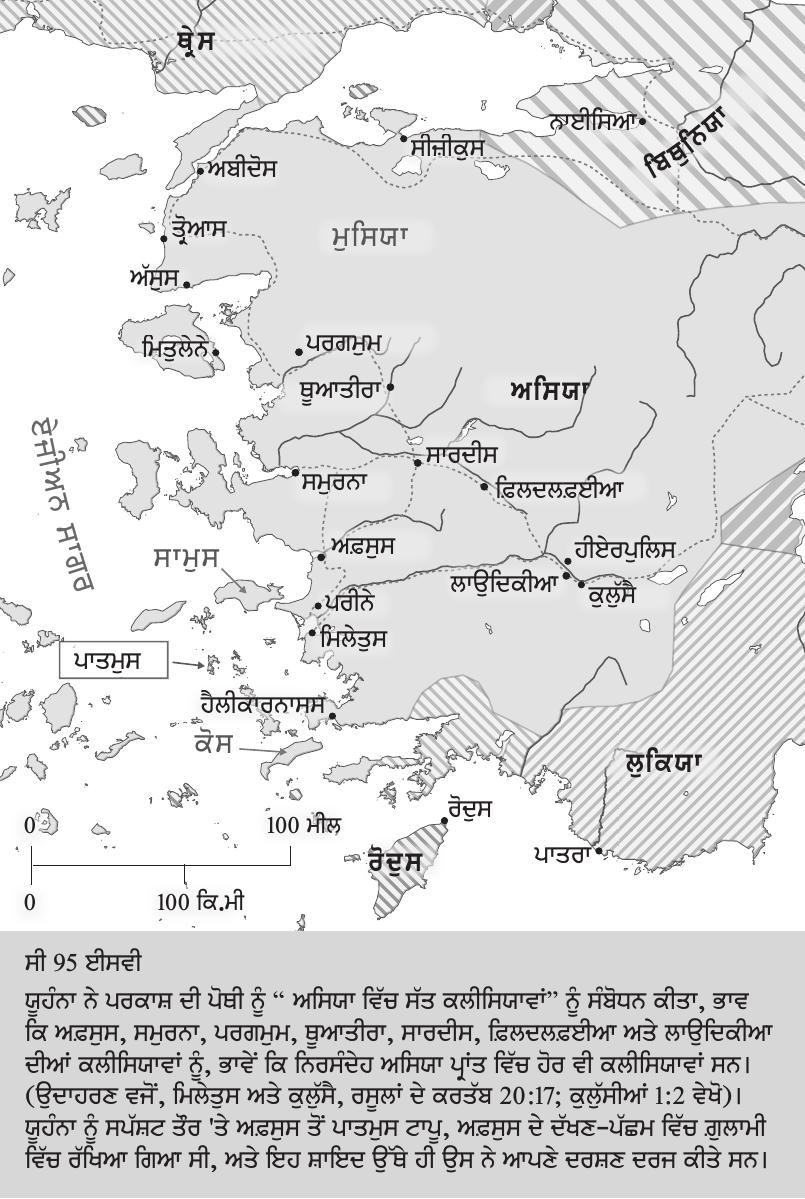 ਥ੍ਰੇਸ
ਨਾਈਸਿਆ
ਬਿਥੁਨਿਯਾ
ਸੀਜ਼ੀਕੁਸ
ਅਬੀਦੋਸ
ਤ੍ਰੋਆਸ
ਮੁਸਿਯਾ
ਅੱਸੁਸ
ਮਿਤੁਲੇਨੇ
ਪਰਗਮੁਮ
ਥੂਆਤੀਰਾ
ਅਸਿਯਾ
ਏਜੀਅਨ ਸਾਗਰ
ਸਾਰਦੀਸ
ਸਮੁਰਨਾ
ਫ਼ਿਲਦਲਫ਼ਈਆ
ਅਫ਼ਸੁਸ
ਹੀਏਰਪੁਲਿਸ
ਸਾਮੁਸ
ਲਾਉਦਿਕੀਆ
ਕੁਲੁੱਸੈ
ਪਰੀਨੇ
ਮਿਲੇਤੁਸ
ਪਾਤਮੁਸ
ਹੈਲੀਕਾਰਨਾਸਸ
ਕੋਸ
ਲੁਕਿਯਾ
ਰੋਦੁਸ
ਰੋਦੁਸ
ਪਾਤਰਾ
0 100 ਮੀਲ
0 100 ਕਿ.ਮੀ
ਸੀ 95 ਈਸਵੀ
ਯੂਹੰਨਾ ਨੇ ਪਰਕਾਸ਼ ਦੀ ਪੋਥੀ ਨੂੰ “ ਅਸਿਯਾ ਵਿੱਚ ਸੱਤ ਕਲੀਸਿਯਾਵਾਂ” ਨੂੰ ਸੰਬੋਧਨ ਕੀਤਾ, ਭਾਵ
ਕਿ ਅਫ਼ਸੁਸ, ਸਮੁਰਨਾ, ਪਰਗਮੁਮ, ਥੂਆਤੀਰਾ, ਸਾਰਦੀਸ, ਫ਼ਿਲਦਲਫ਼ਈਆ ਅਤੇ ਲਾਉਦਿਕੀਆ
ਦੀਆਂ ਕਲੀਸਿਯਾਵਾਂ ਨੂੰ, ਭਾਵੇਂ ਕਿ ਨਿਰਸੰਦੇਹ ਅਸਿਯਾ ਪ੍ਰਾਂਤ ਵਿੱਚ ਹੋਰ ਵੀ ਕਲੀਸਿਯਾਵਾਂ ਸਨ।
(ਉਦਾਹਰਣ ਵਜੋਂ, ਮਿਲੇਤੁਸ ਅਤੇ ਕੁਲੁੱਸੈ, ਰਸੂਲਾਂ ਦੇ ਕਰਤੱਬ 20:17; ਕੁਲੁੱਸੀਆਂ 1:2 ਵੇਖੋ)।
ਯੂਹੰਨਾ ਨੂੰ ਸਪੱਸ਼ਟ ਤੌਰ 'ਤੇ ਅਫ਼ਸੁਸ ਤੋਂ ਪਾਤਮੁਸ ਟਾਪੂ, ਅਫ਼ਸੁਸ ਦੇ ਦੱਖਣ-ਪੱਛਮ ਵਿੱਚ ਗੁਲਾਮੀ
ਵਿੱਚ ਰੱਖਿਆ ਗਿਆ ਸੀ, ਅਤੇ ਇਹ ਸ਼ਾਇਦ ਉੱਥੇ ਹੀ ਉਸ ਨੇ ਆਪਣੇ ਦਰਸ਼ਣ ਦਰਜ ਕੀਤੇ ਸਨ।